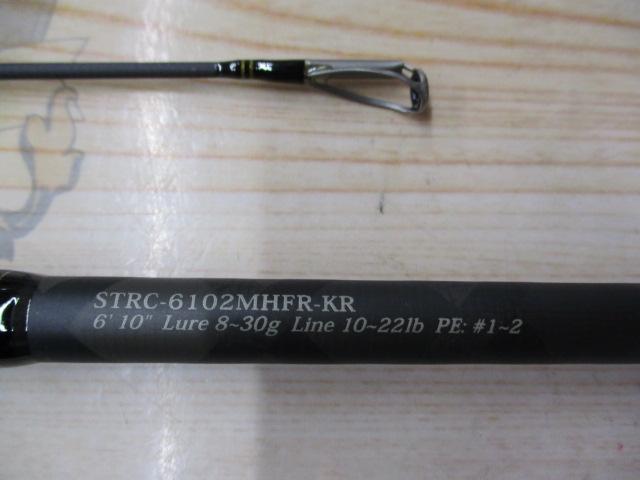 STRC-6102MHFR-KR
6' 10" Lure 8~30g Line 10~22lb PE: #1~2